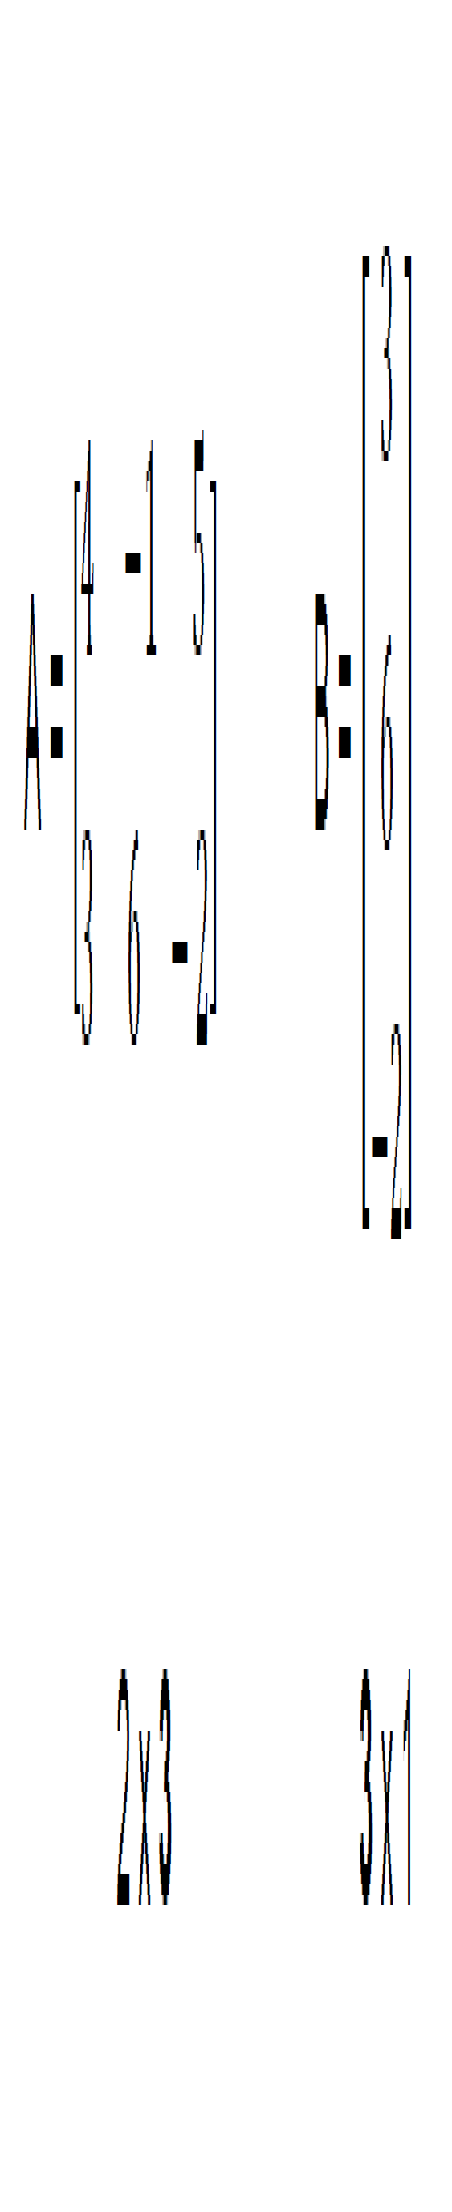 A = [ 4 -1 5
3 6 -2 ]
B = [ 3
6
-2 ]
2x3 3x1